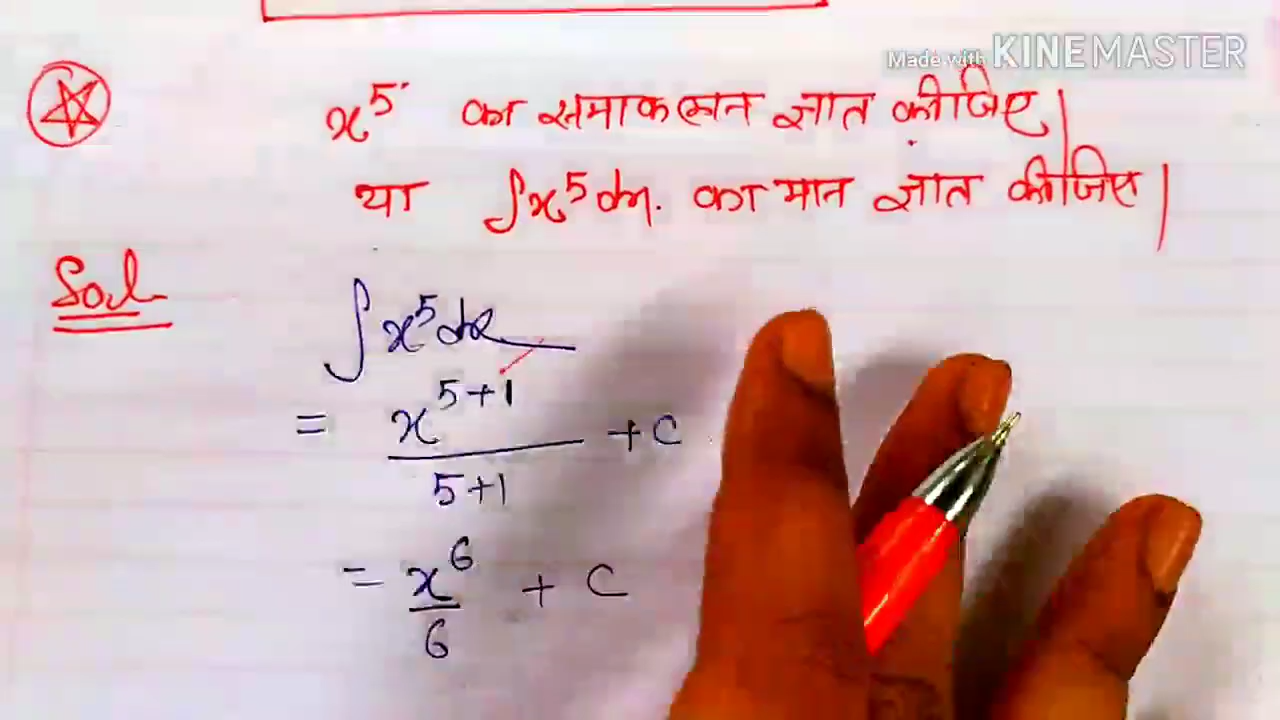 Made with KINEMASTER
x⁵ का समाकलन ज्ञात कीजिए।
या ∫x⁵dx. का मान ज्ञात कीजिए।
Sol
∫x⁵dx
= x⁵⁺¹/5+1 + c
= x⁶/6 + c